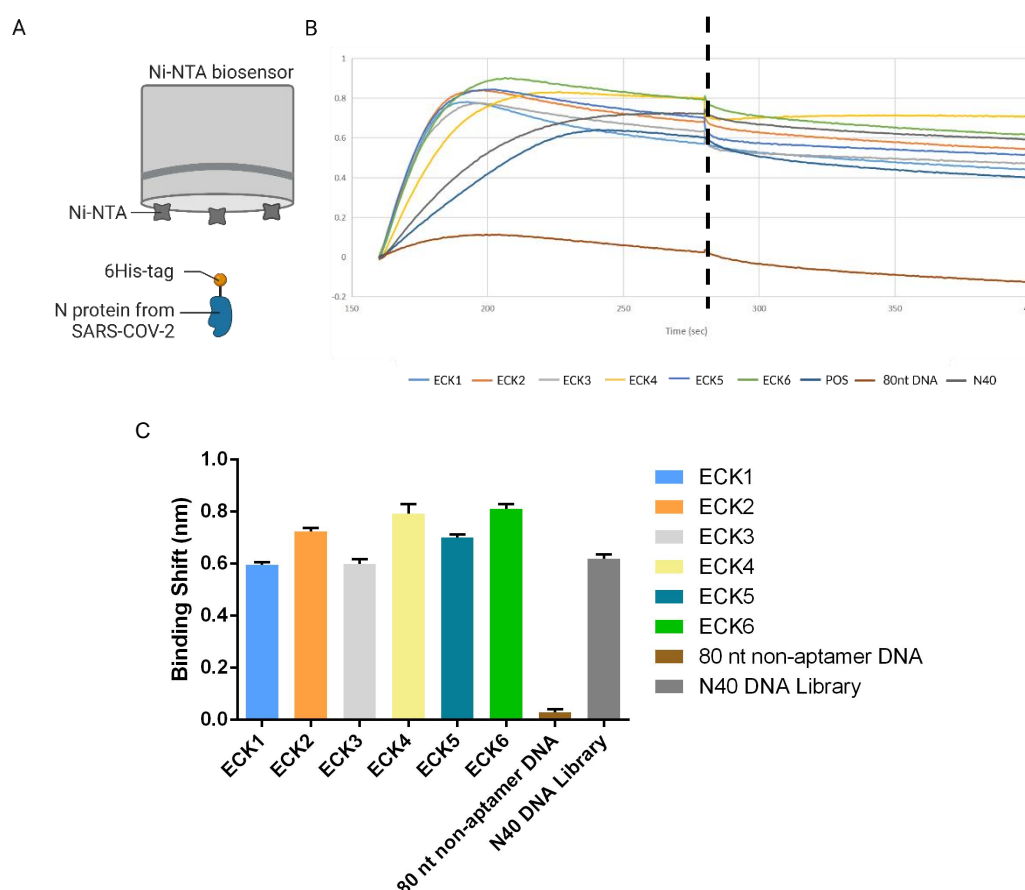 A
Ni-NTA biosensor
Ni-NTA
6His-tag
N protein from
SARS-COV-2
B
1
0.8
0.6
0.4
0.2
0
-0.2
150
200
250
300
350
Time (sec)
ECK1 ECK2 ECK3 ECK4 ECK5 ECK6 POS 80nt DNA N40
C
Binding Shift (nm)
1.0
0.8
0.6
0.4
0.2
0.0
ECK1
ECK2
ECK3
ECK4
ECK5
ECK6
80 nt non-aptamer DNA
N40 DNA Library
ECK1
ECK2
ECK3
ECK4
ECK5
ECK6
80 nt non-aptamer DNA
N40 DNA Library